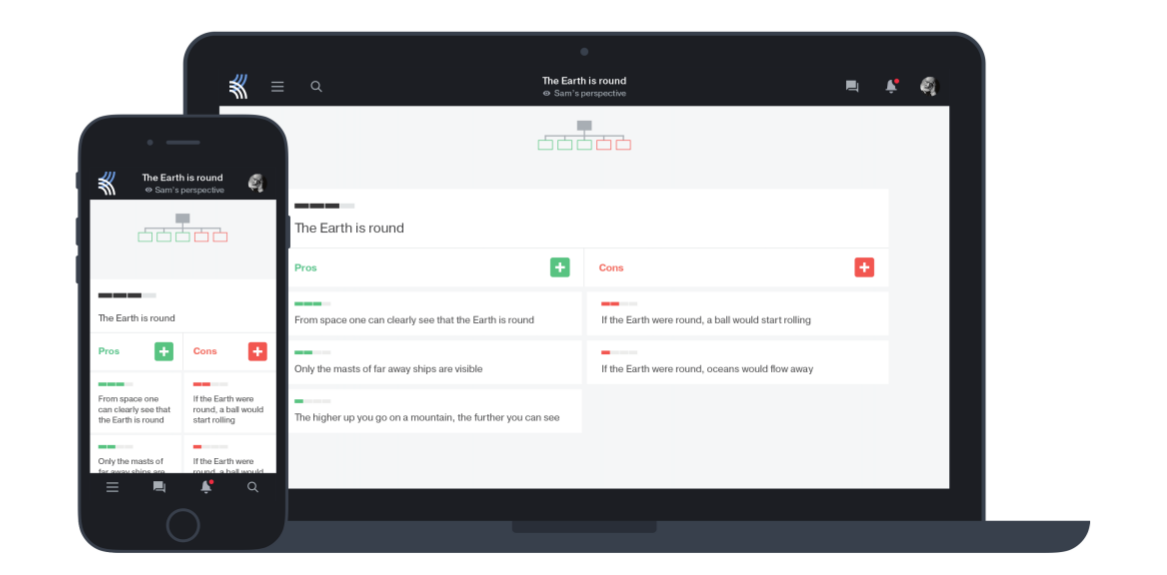 The Earth is round
Sam's perspective
The Earth is round
Pros
Cons
From space one can clearly see that the Earth is round
If the Earth were round, a ball would start rolling
Only the masts of far away ships are visible
If the Earth were round, oceans would flow away
The higher up you go on a mountain, the further you can see
The Earth is round
Sam's perspective
The Earth is round
Pros
Cons
From space one
can clearly see that
the Earth is round
If the Earth were
round, a ball would
start rolling
Only the masts of
far away ships are
If the Earth were
round, a ball would